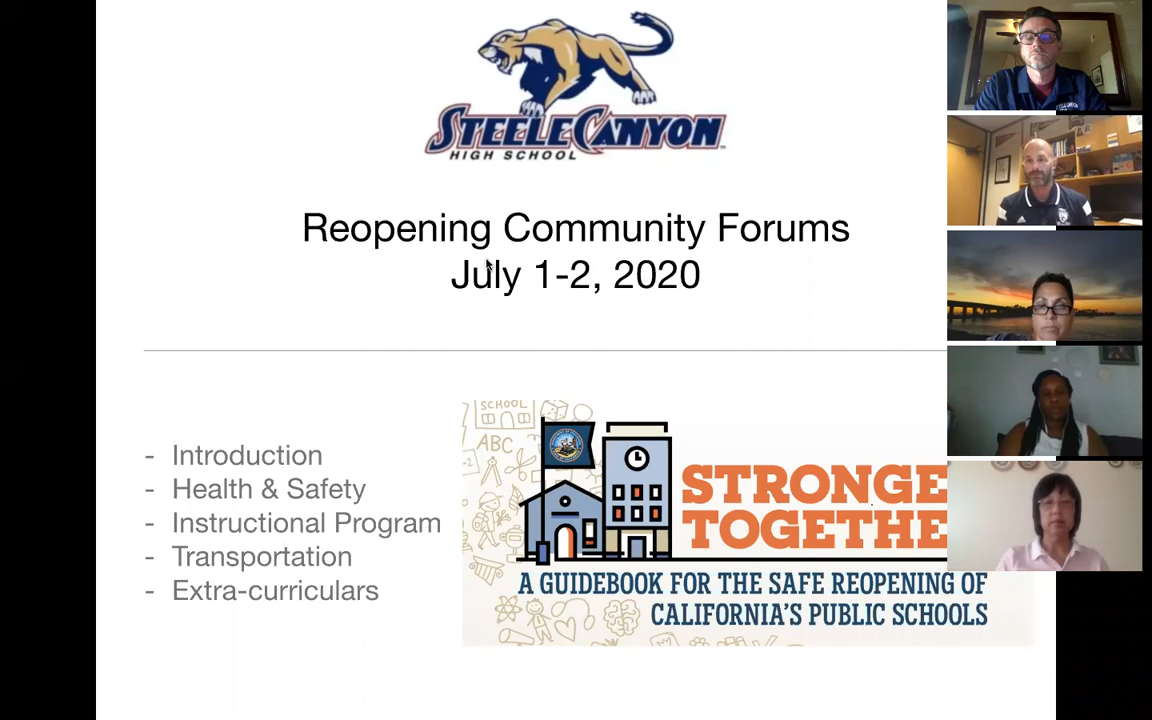 STEELE CANYON
HIGH SCHOOL
Reopening Community Forums
July 1-2, 2020
- Introduction
- Health & Safety
- Instructional Program
- Transportation
- Extra-curriculars
SCHOOL
ABC
STRONGE
TOGETHE
A GUIDEBOOK FOR THE SAFE REOPENING OF
CALIFORNIA'S PUBLIC SCHOOLS